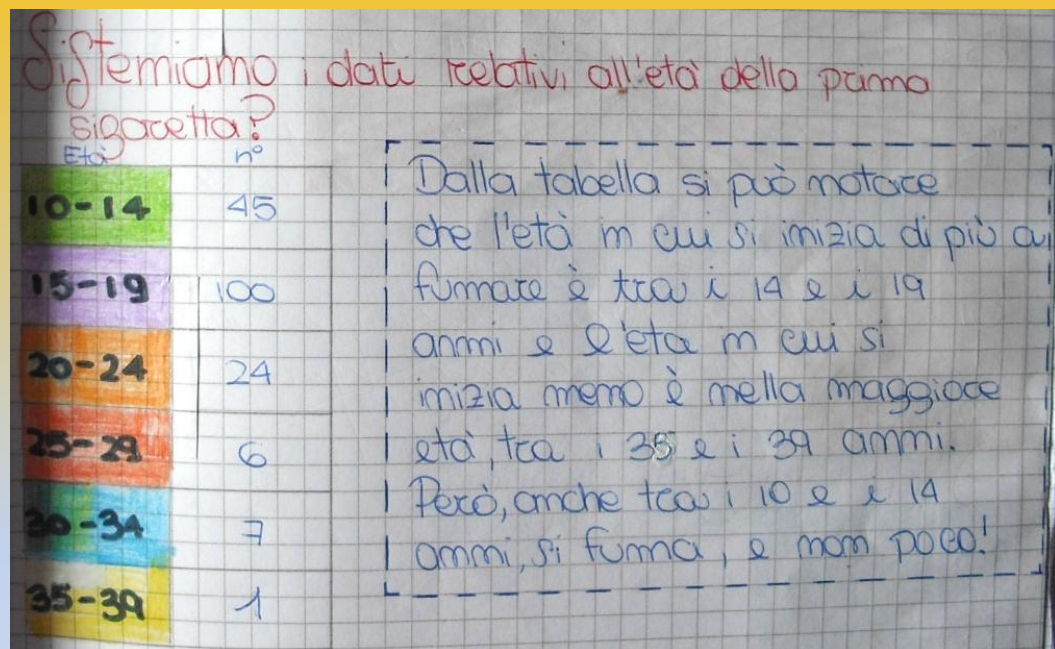 Sistemiamo i dati relativi all'età della prima
sigaretta?
Età n°
10-14 45
15-19 100
20-24 24
25-29 6
30-34 7
35-39 1
Dalla tabella si può notare
che l'età in cui si inizia di più a
fumare è tra i 14 e i 19
anni e l'eta in cui si
inizia meno è nella maggiore
età, tra i 35 e i 39 anni.
Però, anche tra i 10 e i 14
anni, si fuma, e non poco!